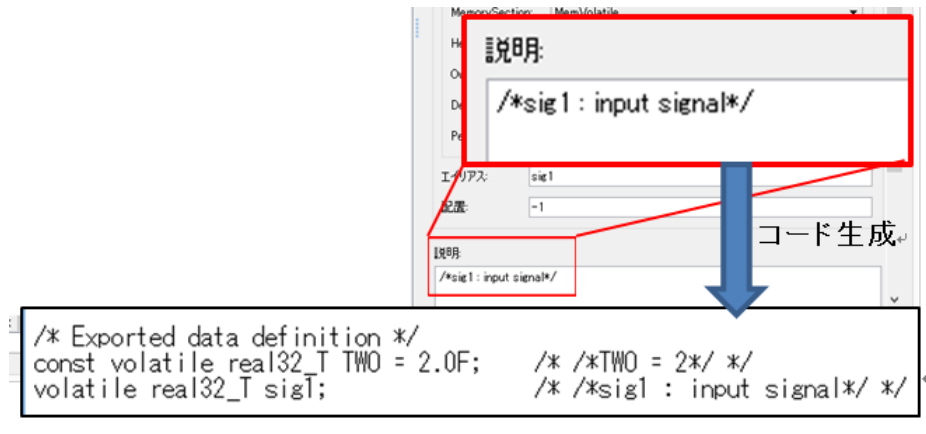 MemorySection: MemVolatile
説明:
/*sig1 : input signal*/
エイリアス: sig1
配置: -1
コード生成
説明:
/*sig1 : input signal*/
/* Exported data definition */
const volatile real32_T TWO = 2.0F; /* /*TWO = 2*/ */
volatile real32_T sig1; /* /*sig1 : input signal*/ */